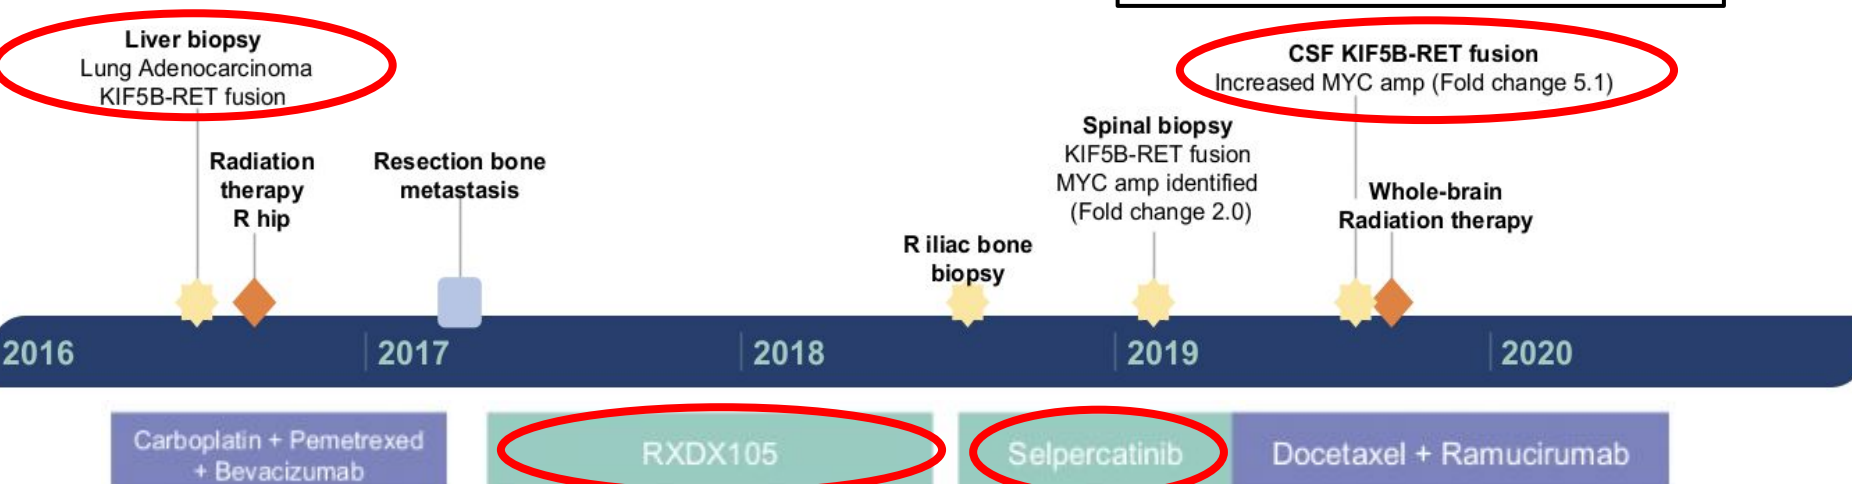 Liver biopsy
Lung Adenocarcinoma
KIF5B-RET fusion
Radiation
therapy
R hip
Resection bone
metastasis
R iliac bone
biopsy
Spinal biopsy
KIF5B-RET fusion
MYC amp identified
(Fold change 2.0)
CSF KIF5B-RET fusion
Increased MYC amp (Fold change 5.1)
Whole-brain
Radiation therapy
2016
2017
2018
2019
2020
Carboplatin + Pemetrexed
+ Bevacizumab
RXDX105
Selpercatinib
Docetaxel + Ramucirumab